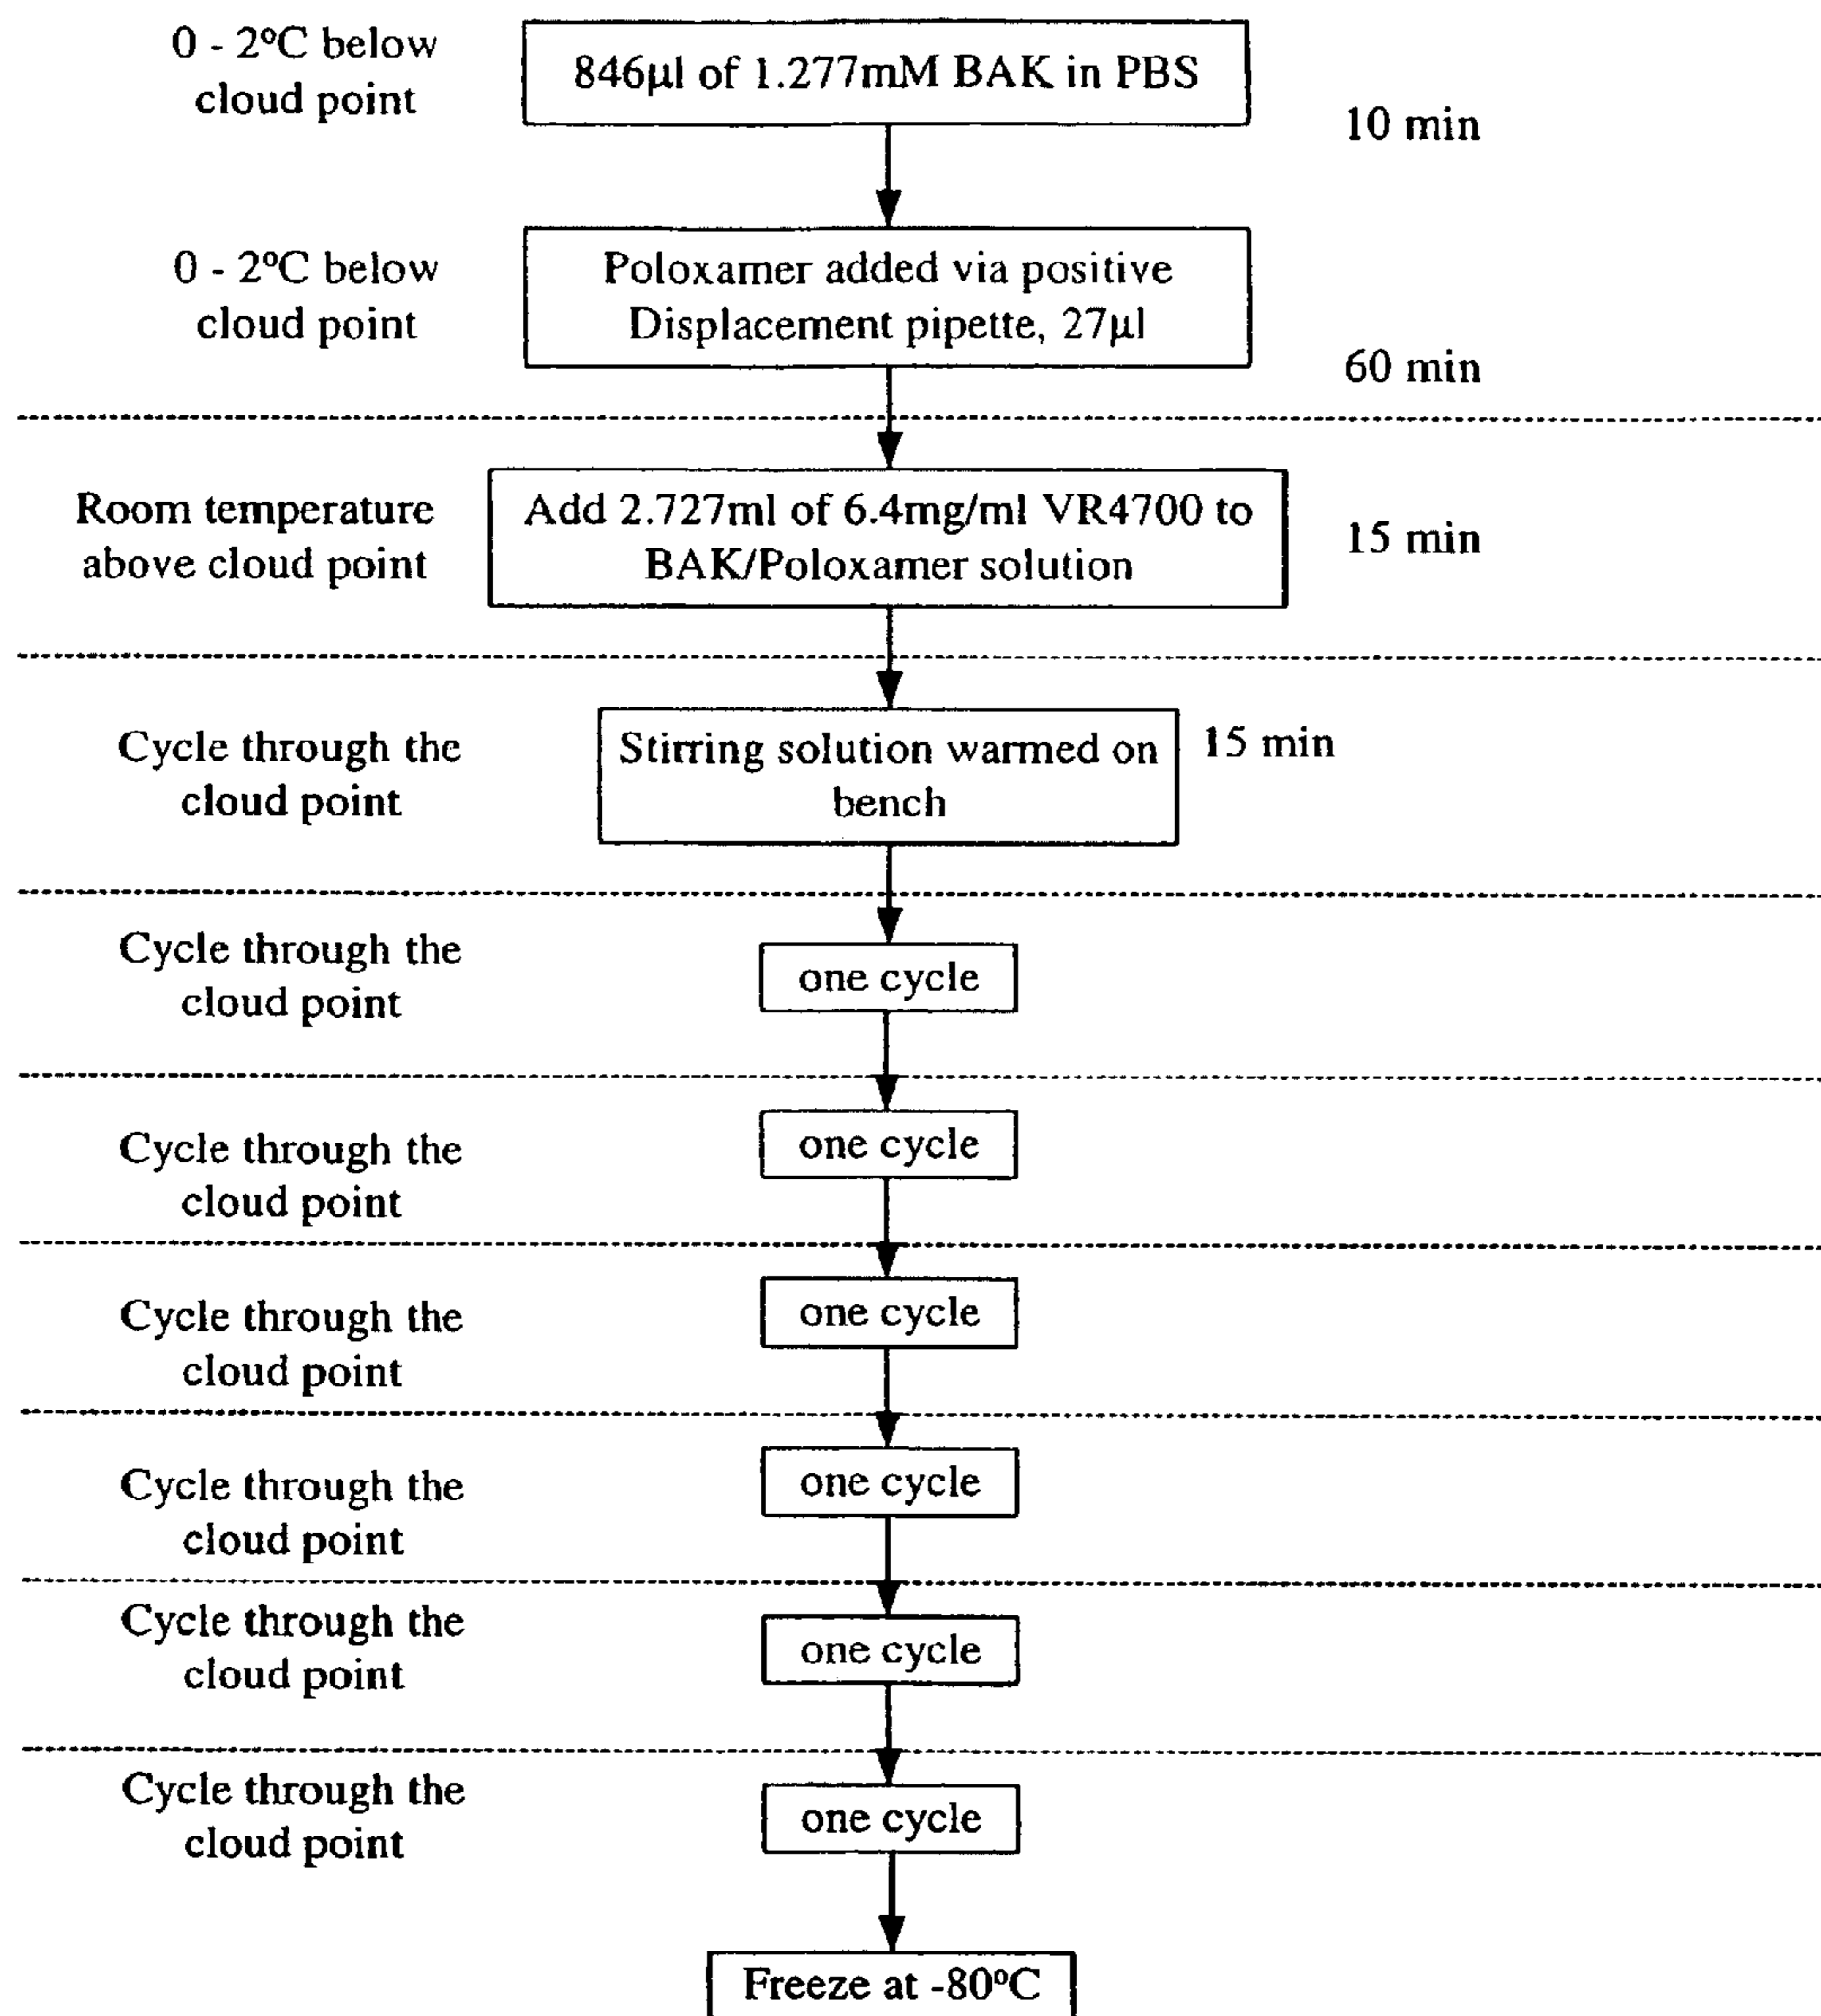 0 - 2ºC below
cloud point
846µl of 1.277mM BAK in PBS
10 min
0 - 2ºC below
cloud point
Poloxamer added via positive
Displacement pipette, 27µl
60 min
Room temperature
above cloud point
Add 2.727ml of 6.4mg/ml VR4700 to
BAK/Poloxamer solution
15 min
Cycle through the
cloud point
Stirring solution warmed on
bench
15 min
Cycle through the
cloud point
one cycle
Cycle through the
cloud point
one cycle
Cycle through the
cloud point
one cycle
Cycle through the
cloud point
one cycle
Cycle through the
cloud point
one cycle
Cycle through the
cloud point
one cycle
Freeze at -80ºC